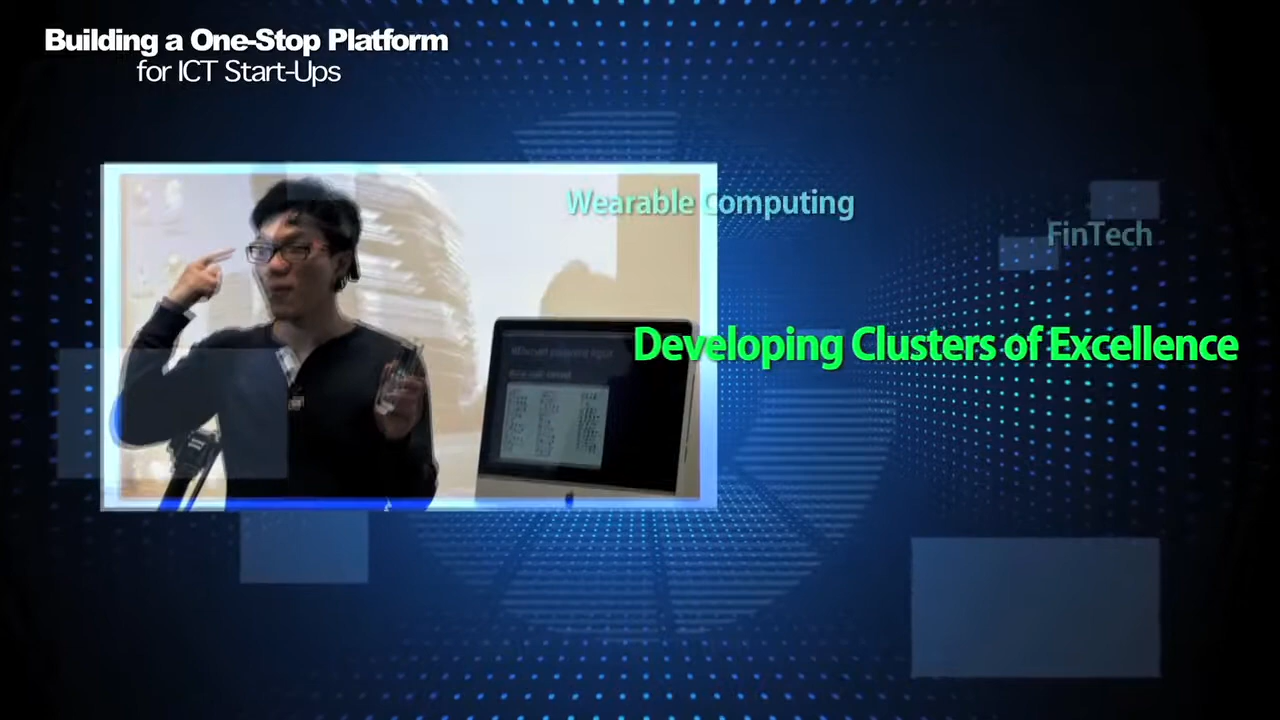 Building a One-Stop Platform
for ICT Start-Ups
Wearable Computing
FinTech
Developing Clusters of Excellence